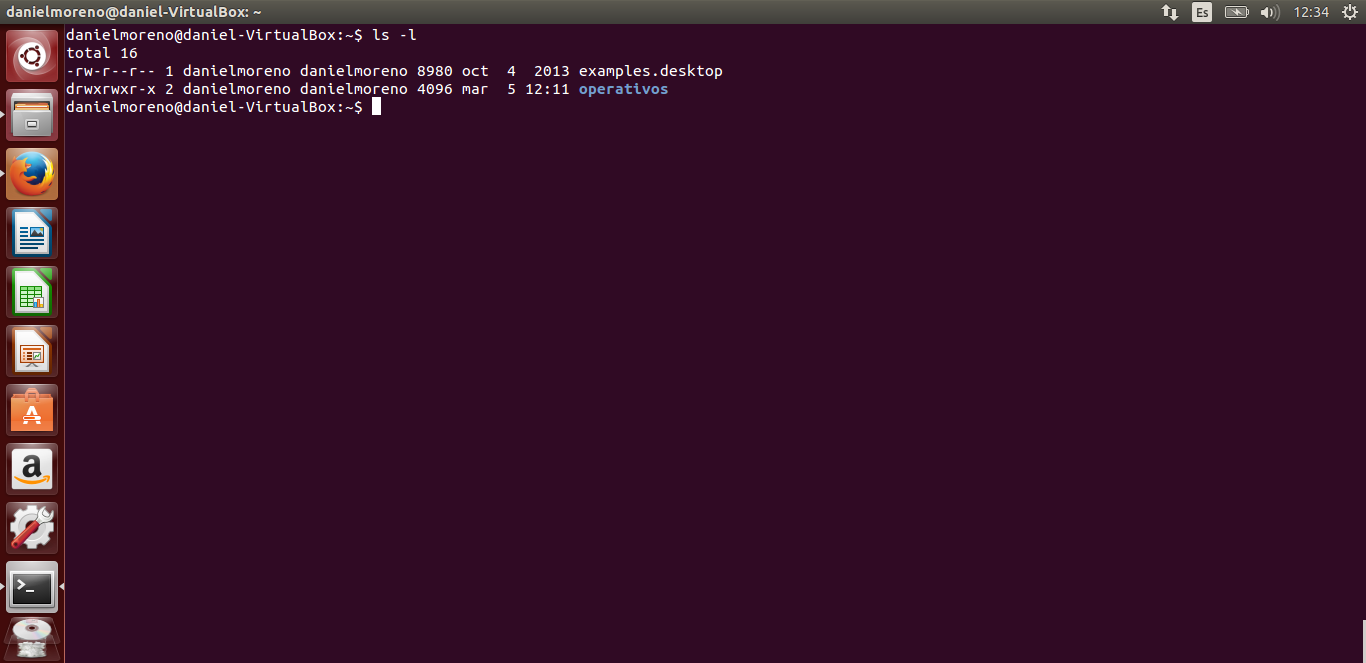 danielmoreno@daniel-VirtualBox: ~
Es
12:34
danielmoreno@daniel-VirtualBox:~$ ls -l
total 16
-rw-r--r-- 1 danielmoreno danielmoreno 8980 oct  4  2013 examples.desktop
drwxrwxr-x 2 danielmoreno danielmoreno 4096 mar  5 12:11 operativos
danielmoreno@daniel-VirtualBox:~$
A
a
>_